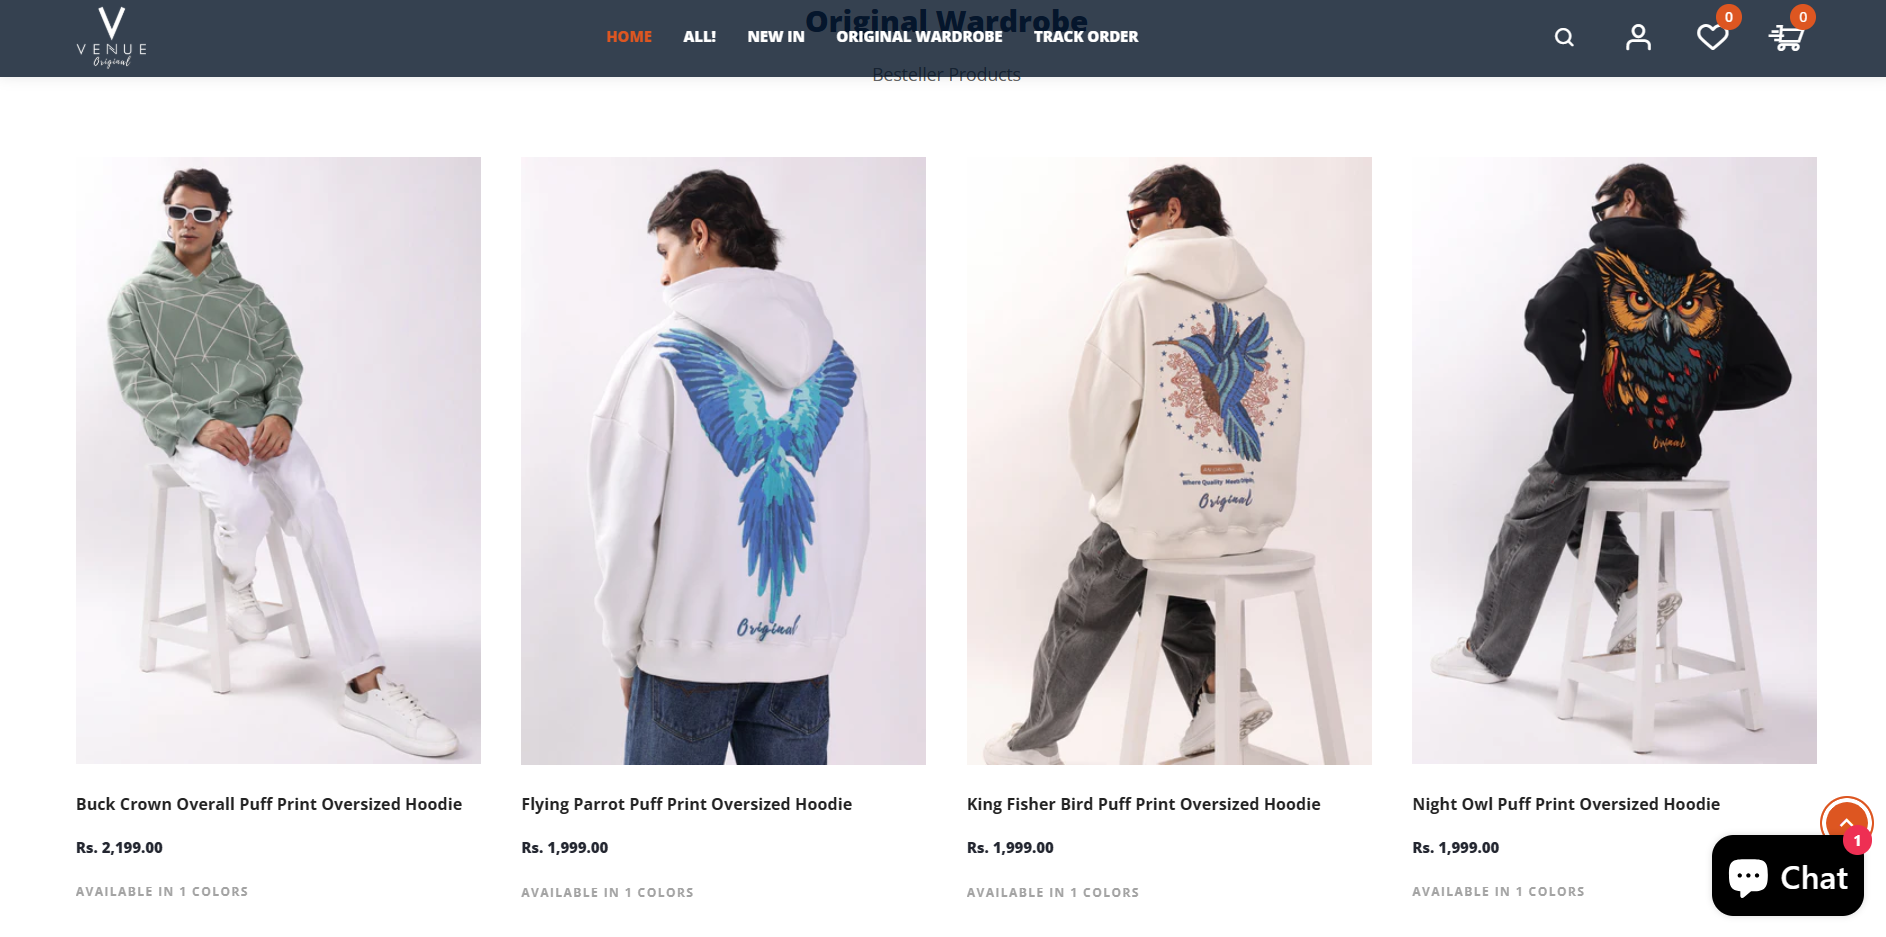 VENUE
Original
HOME
ALL!
NEW IN
ORIGINAL WARDROBE
TRACK ORDER
0
0
Original Wardrobe
Besteller Products
Original
Where Quality Meets Origin
Original
Original
Buck Crown Overall Puff Print Oversized Hoodie
Flying Parrot Puff Print Oversized Hoodie
King Fisher Bird Puff Print Oversized Hoodie
Night Owl Puff Print Oversized Hoodie
Rs. 2,199.00
Rs. 1,999.00
Rs. 1,999.00
Rs. 1,999.00
AVAILABLE IN 1 COLORS
AVAILABLE IN 1 COLORS
AVAILABLE IN 1 COLORS
AVAILABLE IN 1 COLORS
1
Chat